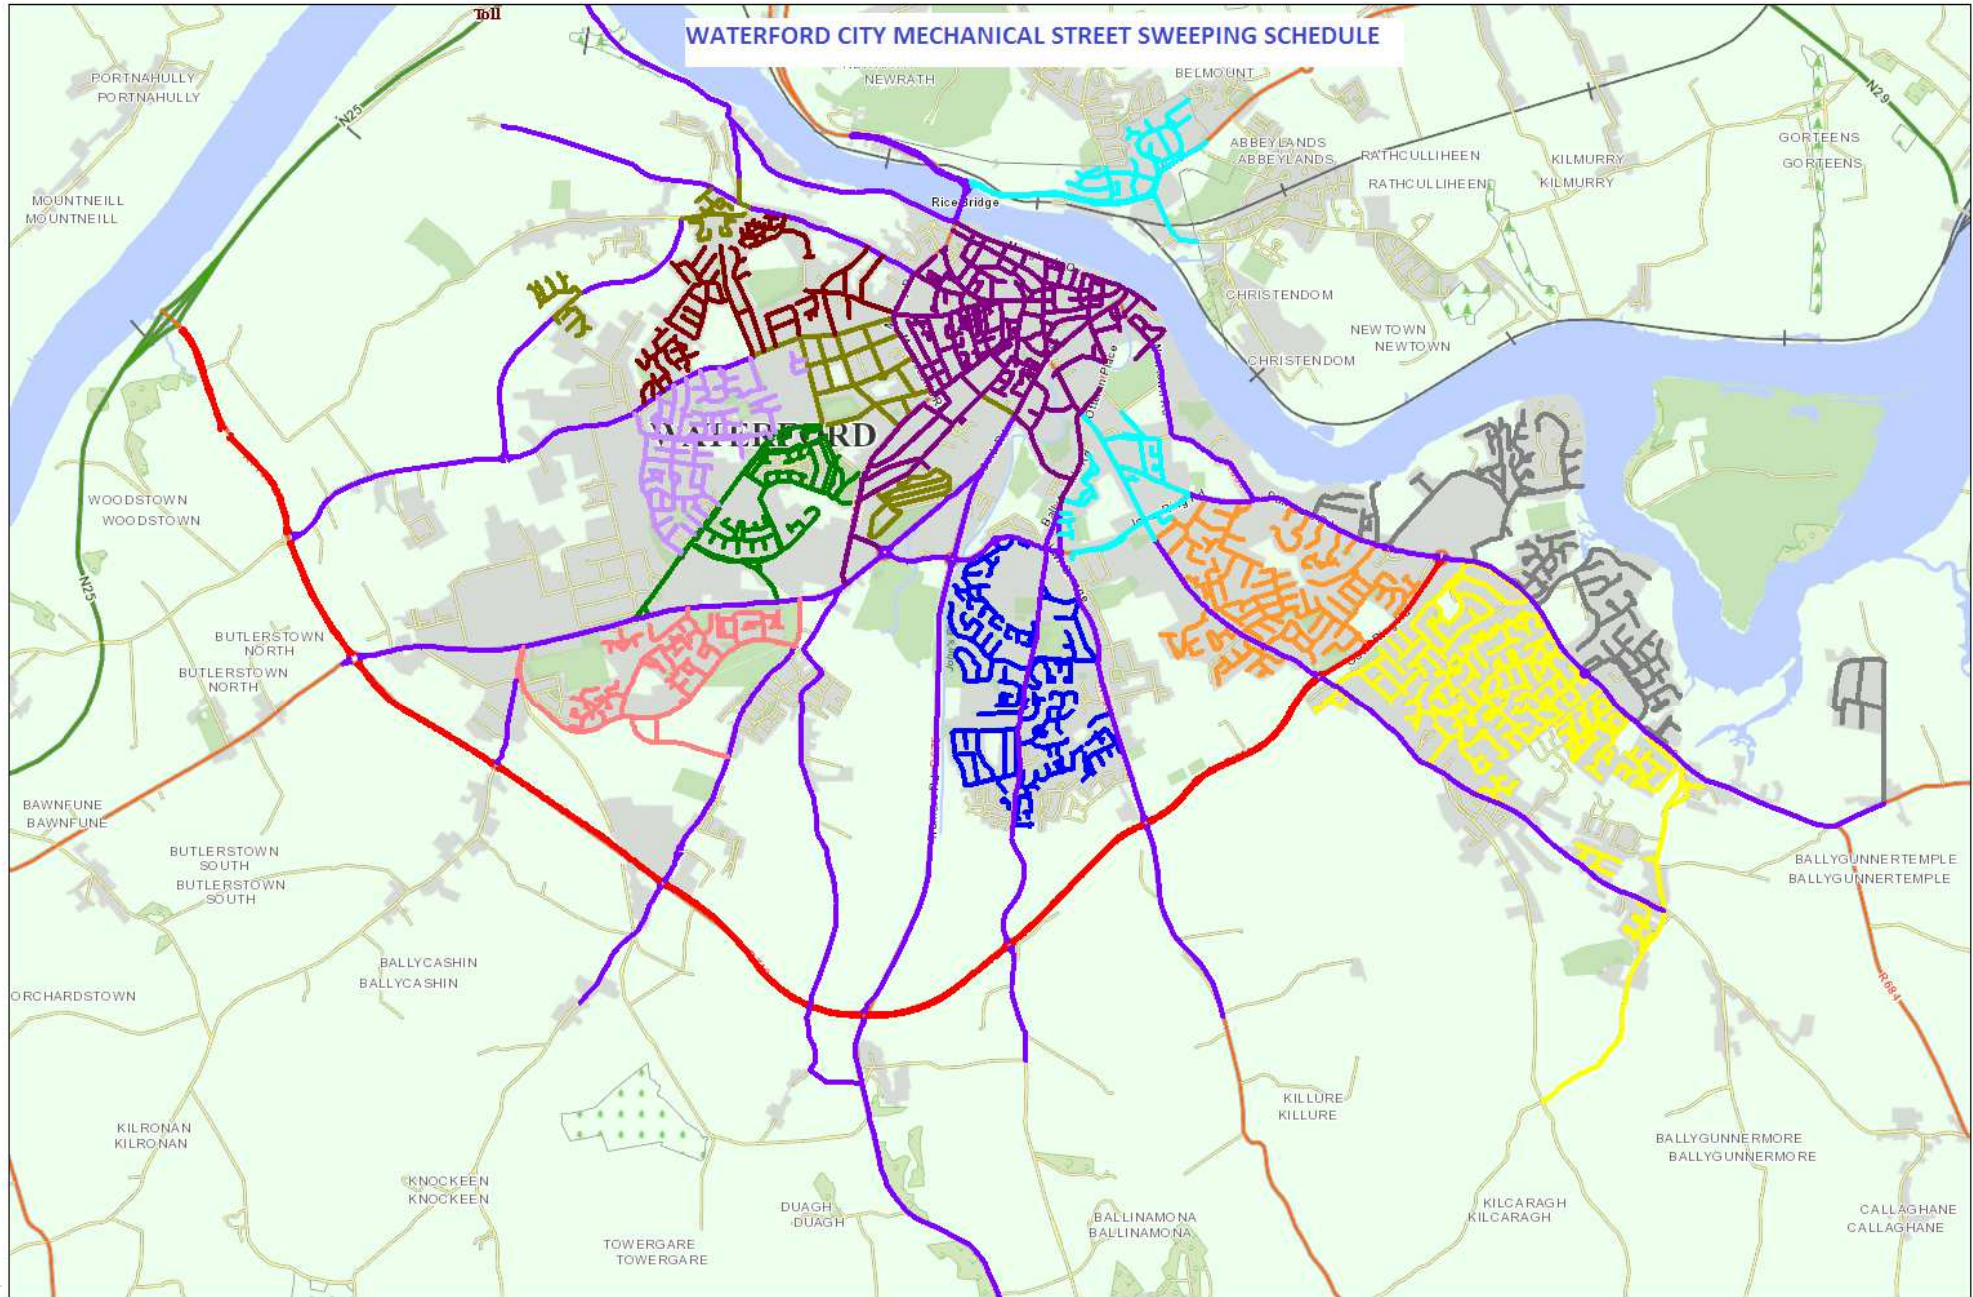 Toll
WATERFORD CITY MECHANICAL STREET SWEEPING SCHEDULE
NEWRATH
BELMOUNT
PORTNAHULLY
PORTNAHULLY
N25
N29
ABBEYLANDS
ABBEYLANDS
RATHCULLIHEEN
RATHCULLIHEEN
KILMURRY
KILMURRY
GORTEENS
GORTEENS
MOUNTNEILL
MOUNTNEILL
Rice Bridge
CHRISTENDOM
NEWTOWN
NEWTOWN
CHRISTENDOM
WATERFORD
WOODSTOWN
WOODSTOWN
N25
BUTLERSTOWN
NORTH
BUTLERSTOWN
NORTH
BAWNFUNE
BAWNFUNE
BUTLERSTOWN
SOUTH
BUTLERSTOWN
SOUTH
BALLYGUNNERTEMPLE
BALLYGUNNERTEMPLE
BALLYCASHIN
BALLYCASHIN
ORCHARDSTOWN
R684
KILRONAN
KILRONAN
KILLURE
KILLURE
BALLYGUNNERMORE
BALLYGUNNERMORE
KNOCKEEN
KNOCKEEN
DUAGH
DUAGH
BALLINAMONA
BALLINAMONA
KILCARAGH
KILCARAGH
CALLAGHANE
CALLAGHANE
TOWERGARE
TOWERGARE